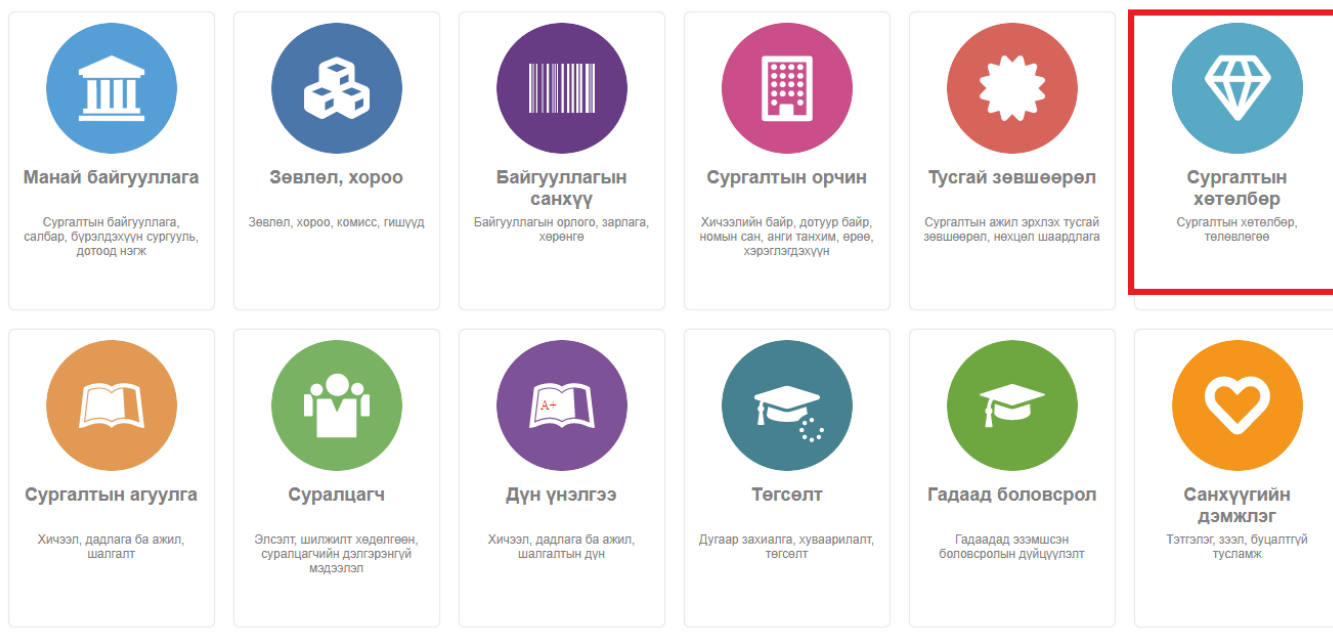 Манай байгууллага
Сургалтын байгууллага,
салбар, бүрэлдэхүүн сургууль,
дотоод нэгж
Зөвлөл, хороо
Зөвлөл, хороо, комисс, гишүүд
Байгууллагын
санхүү
Байгууллагын орлого, зарлага,
хөрөнгө
Сургалтын орчин
Хичээлийн байр, дотуур байр,
номын сан, анги танхим, өрөө,
хэрэглэгдэхүүн
Тусгай зөвшөөрөл
Сургалтын ажил эрхлэх тусгай
зөвшөөрөл, нөхцөл шаардлага
Сургалтын
хөтөлбөр
Сургалтын хөтөлбөр,
төлөвлөгөө
Сургалтын агуулга
Хичээл, дадлага ба ажил,
шалгалт
Суралцагч
Элсэлт, шилжилт хөдөлгөөн,
суралцагчийн дэлгэрэнгүй
мэдээлэл
A+
Дүн үнэлгээ
Хичээл, дадлага ба ажил,
шалгалтын дүн
Төгсөлт
Дугаар захиалга, хуваарилалт,
төгсөлт
Гадаад боловсрол
Гадаадад эзэмшсэн
боловсролын дүйцүүлэлт
Санхүүгийн
дэмжлэг
Тэтгэлэг, зээл, буцалтгүй
тусламж